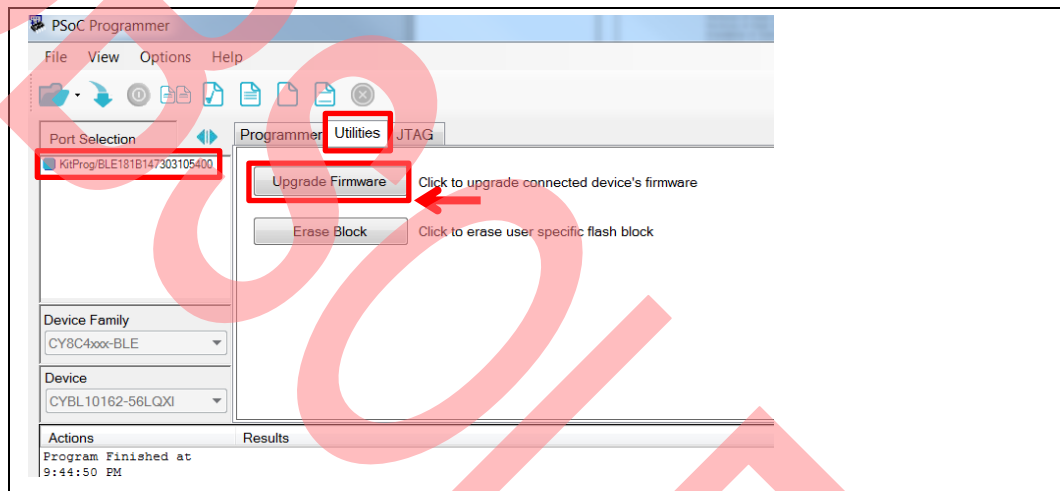 PSoC Programmer
File View Options Help
Port Selection
KitProg/BLE181B147303105400
Programmer Utilities JTAG
Upgrade Firmware Click to upgrade connected device's firmware
Erase Block Click to erase user specific flash block
Device Family
CY8C4xxx-BLE
Device
CYBL10162-56LQXI
Actions Results
Program Finished at
9:44:50 PM